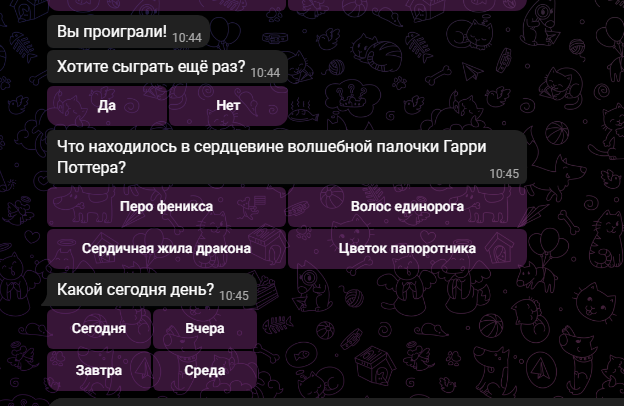 Вы проиграли! 10:44
Хотите сыграть ещё раз? 10:44
Да Нет
Что находилось в сердцевине волшебной палочки Гарри
Поттера?
10:45
Перо феникса Волос единорога
Сердичная жила дракона Цветок папоротника
Какой сегодня день? 10:45
Сегодня Вчера
Завтра Среда